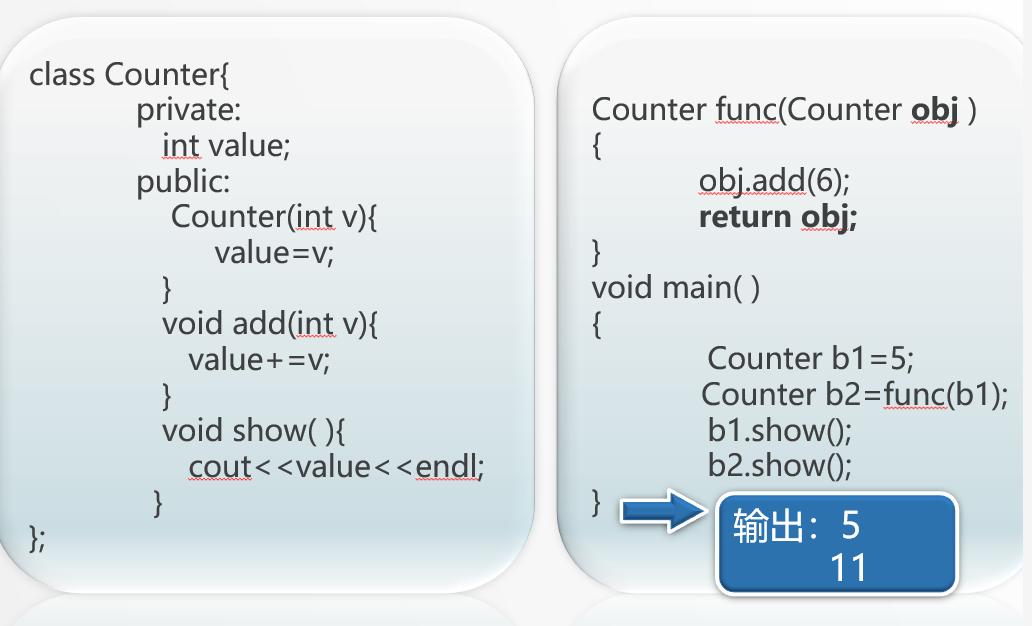 class Counter{
private:
int value;
public:
Counter(int v){
value=v;
}
void add(int v){
value+=v;
}
void show( ){
cout<<value<<endl;
}
};
Counter func(Counter obj )
{
obj.add(6);
return obj;
}
void main( )
{
Counter b1=5;
Counter b2=func(b1);
b1.show();
b2.show();
}
输出：5
11